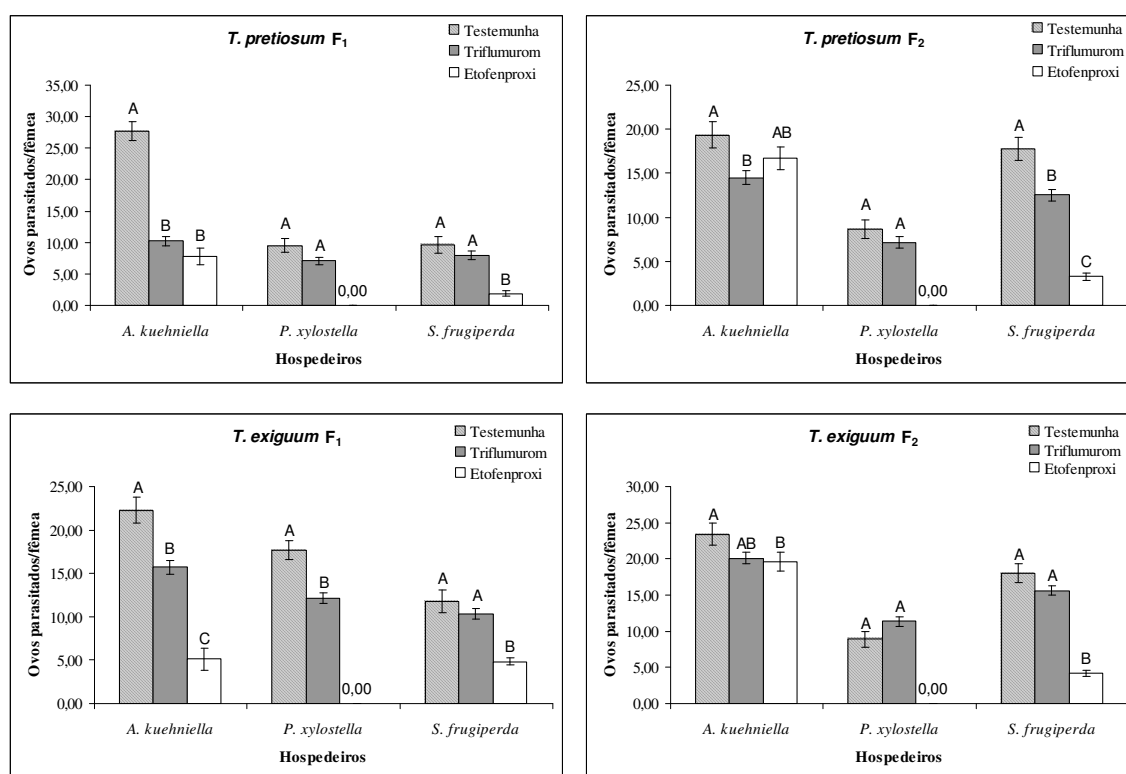 T. pretiosum F1
Testemunha
Triflumurom
Etofenproxi
Ovos parasitados/fêmea
35,00
30,00
25,00
20,00
15,00
10,00
5,00
0,00
A
B
B
A
A
0,00
A
A
B
A. kuehniella
P. xylostella
S. frugiperda
Hospedeiros
T. pretiosum F2
Testemunha
Triflumurom
Etofenproxi
Ovos parasitados/fêmea
25,00
20,00
15,00
10,00
5,00
0,00
A
B
AB
A
A
0,00
A
B
C
A. kuehniella
P. xylostella
S. frugiperda
Hospedeiros
T. exiguum F1
Testemunha
Triflumurom
Etofenproxi
Ovos parasitados/fêmea
25,00
20,00
15,00
10,00
5,00
0,00
A
B
C
A
B
0,00
A
A
B
A. kuehniella
P. xylostella
S. frugiperda
Hospedeiros
T. exiguum F2
Testemunha
Triflumurom
Etofenproxi
Ovos parasitados/fêmea
30,00
25,00
20,00
15,00
10,00
5,00
0,00
A
AB
B
A
A
0,00
A
A
B
A. kuehniella
P. xylostella
S. frugiperda
Hospedeiros